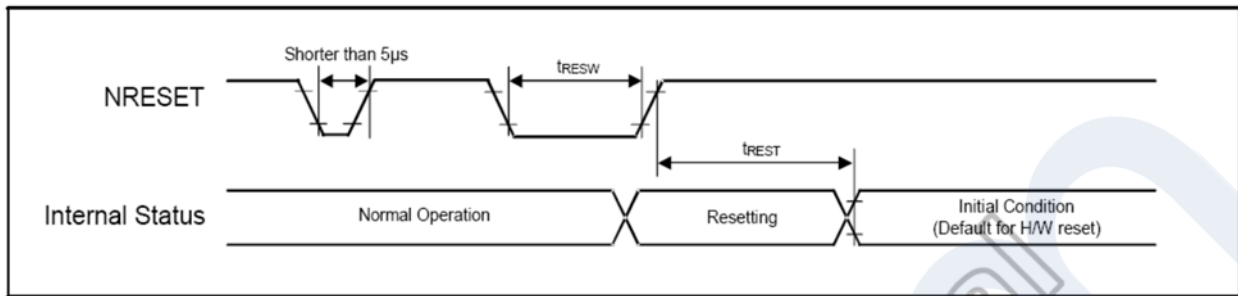 Shorter than 5µs
tRESW
NRESET
tREST
Internal Status
Normal Operation
Resetting
Initial Condition
(Default for H/W reset)